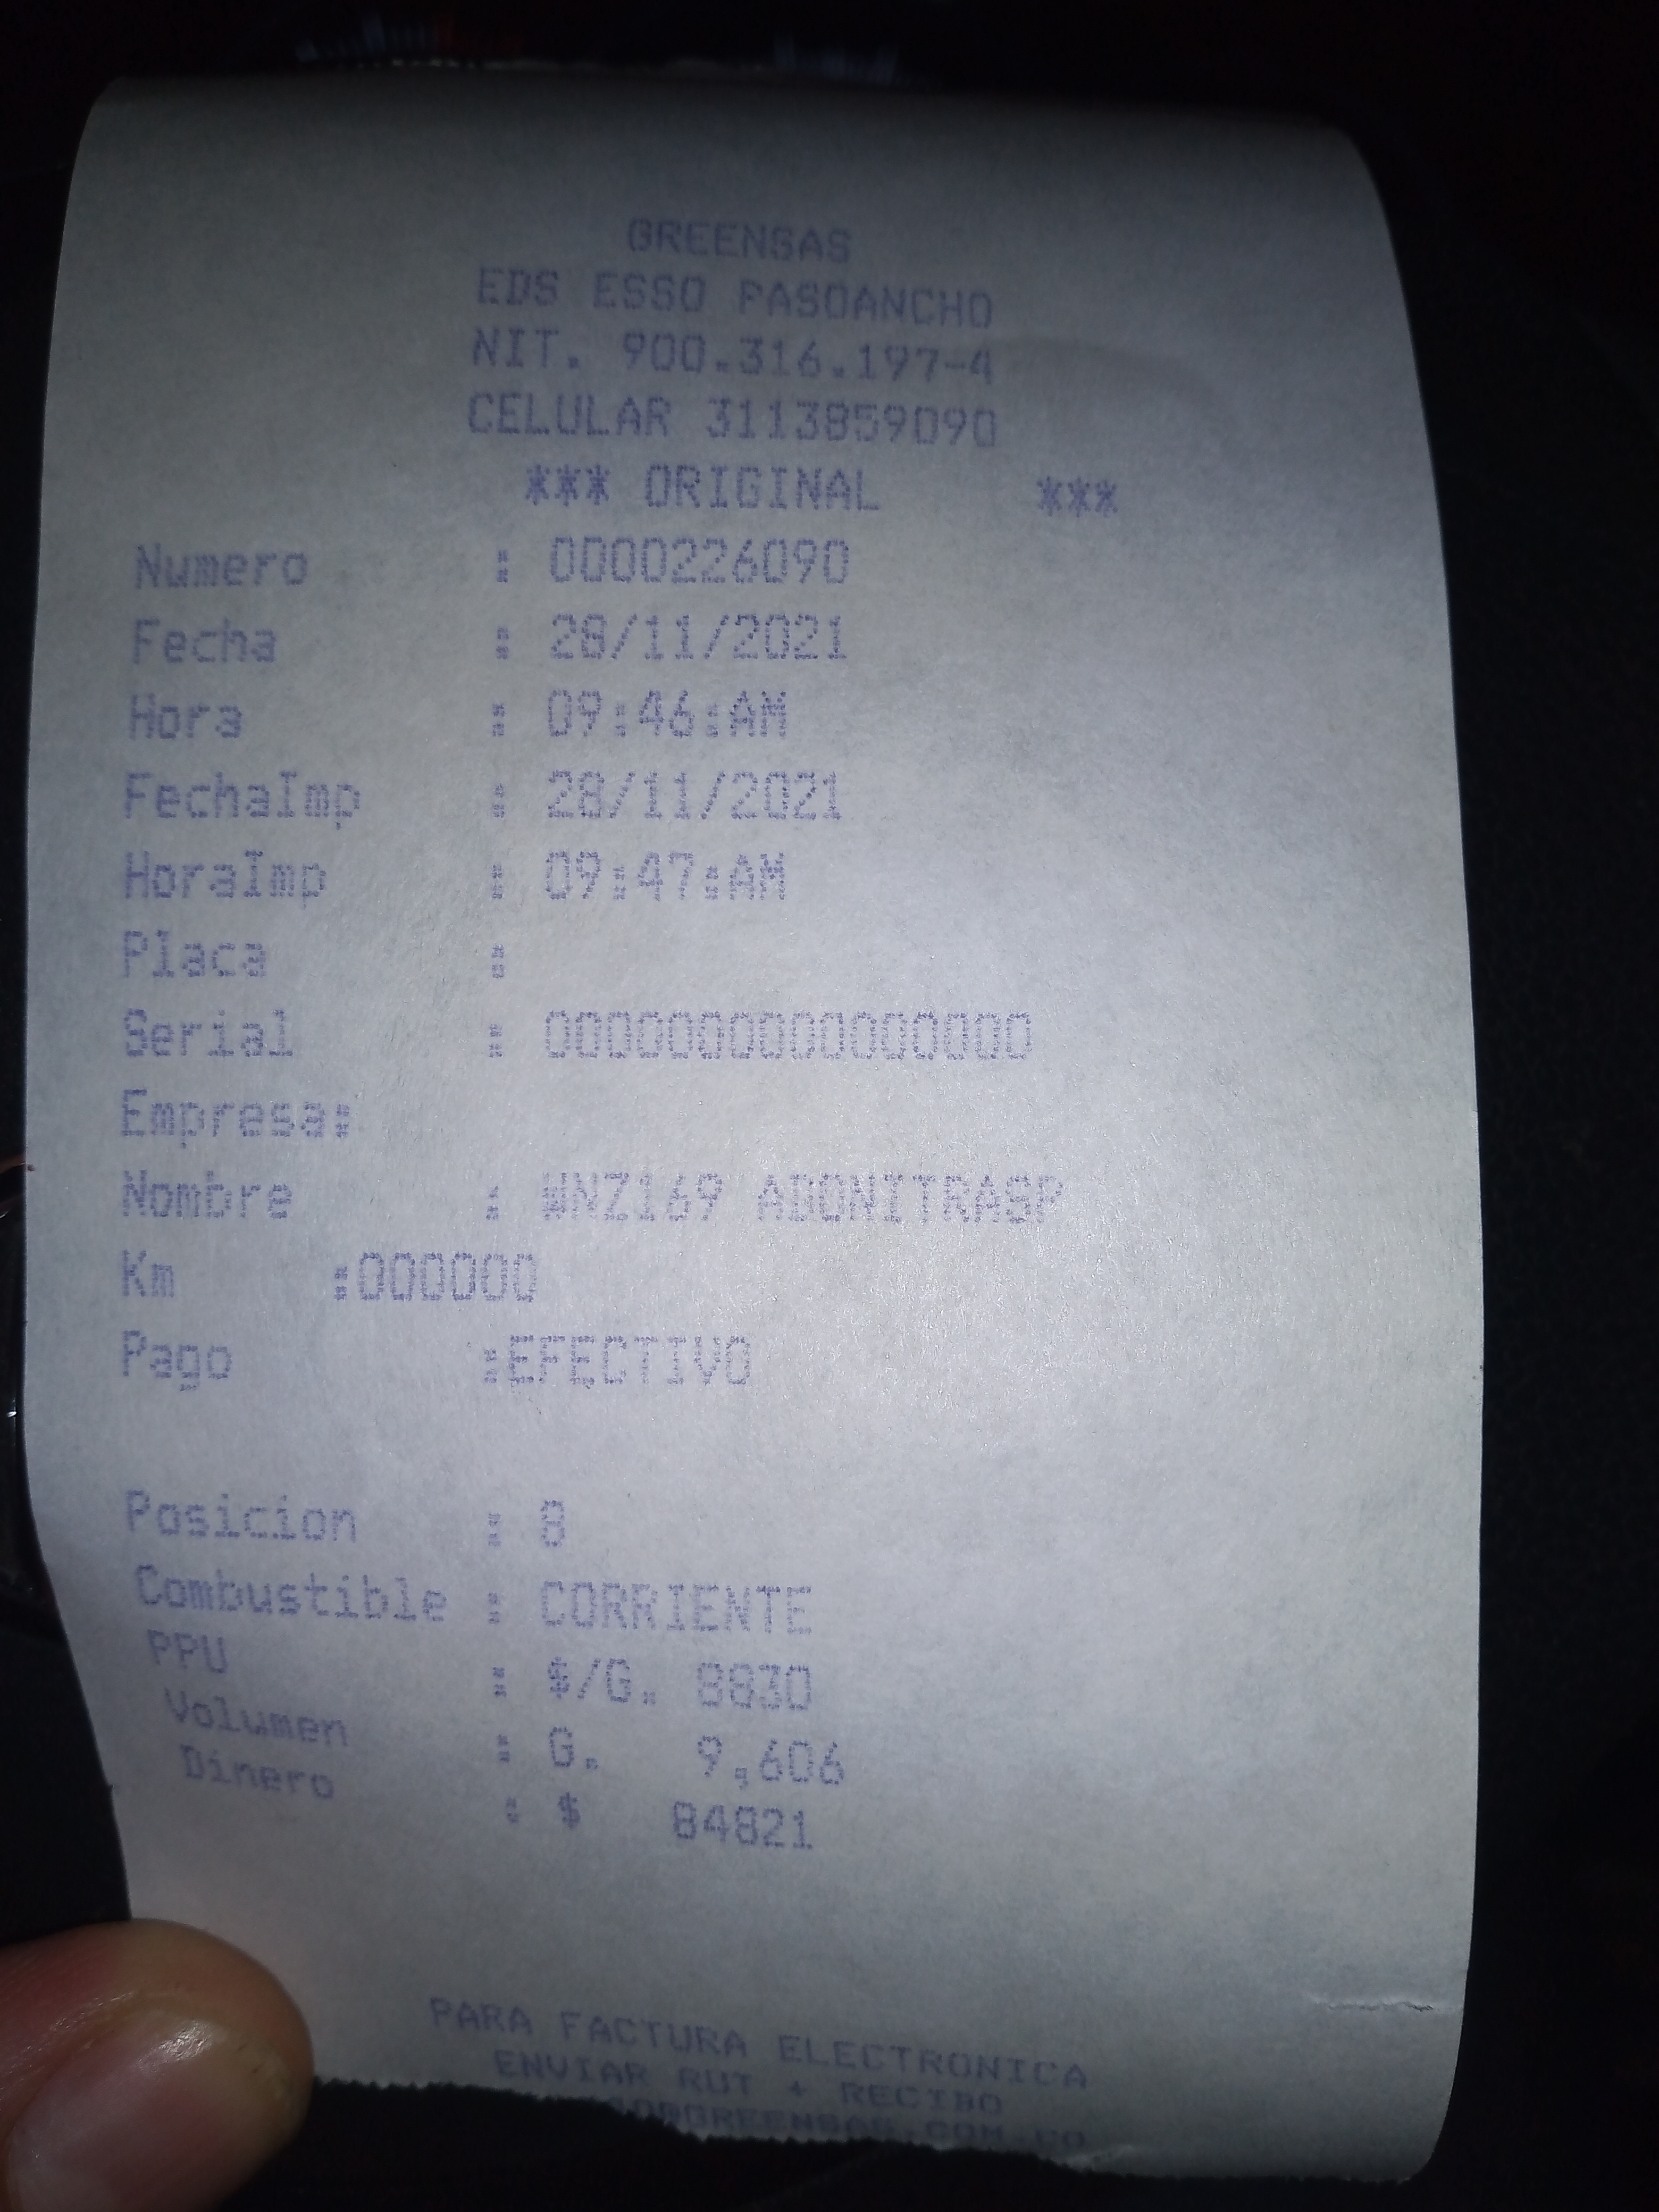 GREENGAS
EDS ESSO PASOANCHO
NIT. 900.316.197-4
CELULAR 3113859090
*** ORIGINAL ***
Numero : 0000226090
Fecha : 28/11/2021
Hora : 09:46:AM
FechaImp : 28/11/2021
HoraImp : 09:47:AM
Placa :
Serial : 0000000000000000
Empresa:
Nombre :
Km :000000
Pago :EFECTIVO
Posicion : 8
Combustible : CORRIENTE
PPU : $/G. 8830
Volumen : G. 9,606
Dinero : $ 84821
PARA FACTURA ELECTRONICA
ENVIAR RUT + RECIBO